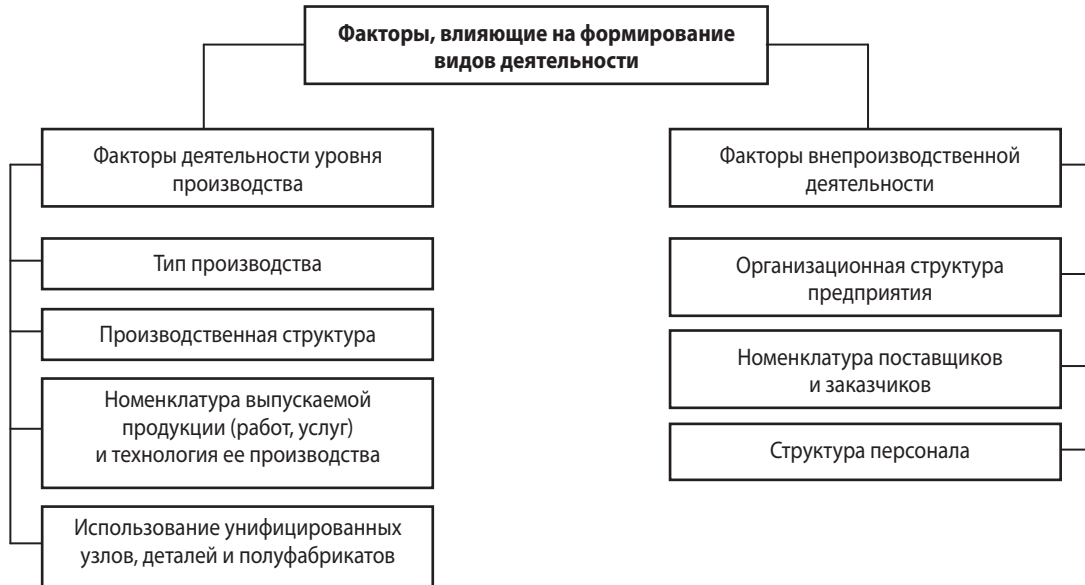 Факторы, влияющие на формирование
видов деятельности
Факторы деятельности уровня
производства
Тип производства
Производственная структура
Номенклатура выпускаемой
продукции (работ, услуг)
и технология ее производства
Использование унифицированных
узлов, деталей и полуфабрикатов
Факторы внепроизводственной
деятельности
Организационная структура
предприятия
Номенклатура поставщиков
и заказчиков
Структура персонала